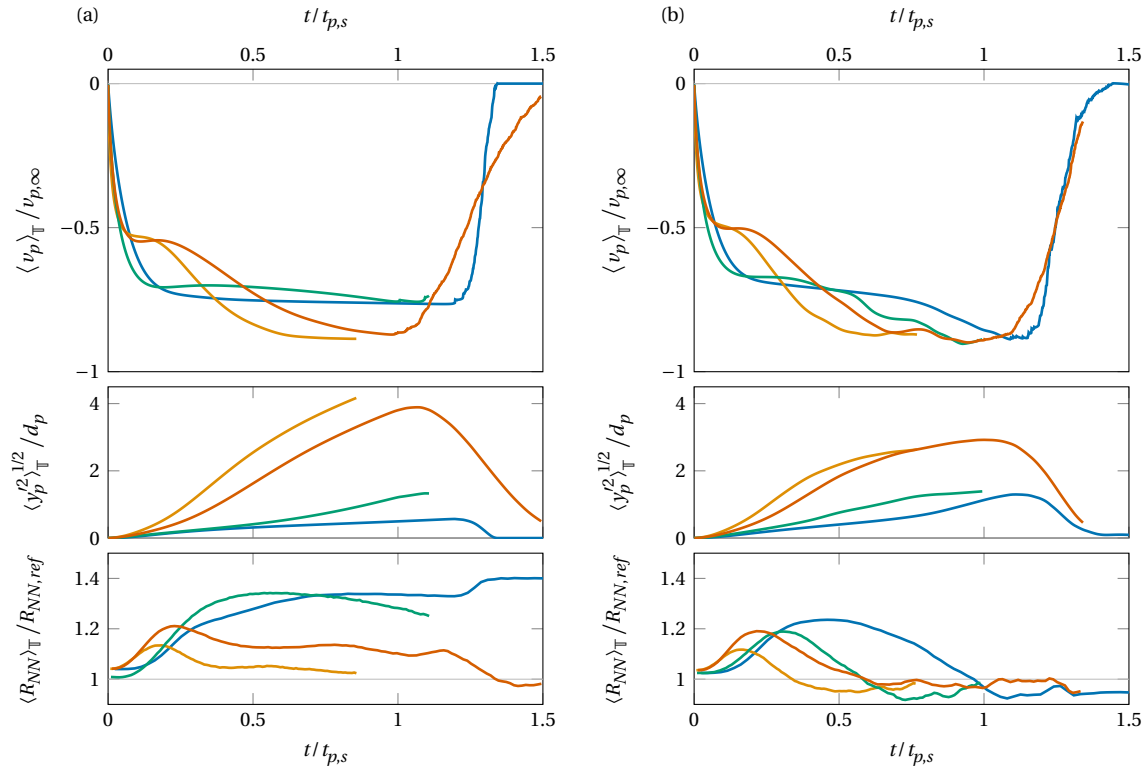 (a) t/t_{p,s} (b) t/t_{p,s}
0 0.5 1 1.5 0 0.5 1 1.5
0 0
−0.5 −0.5
−1 −1
⟨v_p⟩_𝕋/v_{p,∞} ⟨v_p⟩_𝕋/v_{p,∞}
4 4
2 2
0 0
⟨y_p'^2⟩_𝕋^{1/2}/d_p ⟨y_p'^2⟩_𝕋^{1/2}/d_p
1.4 1.4
1.2 1.2
1 1
⟨R_{NN}⟩_𝕋/R_{NN,ref} ⟨R_{NN}⟩_𝕋/R_{NN,ref}
0 0.5 1 1.5 0 0.5 1 1.5
t/t_{p,s} t/t_{p,s}